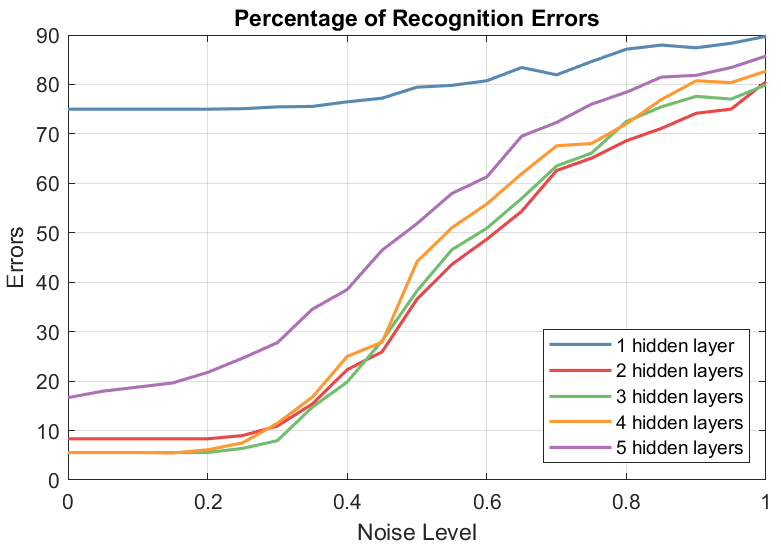 Percentage of Recognition Errors
90
80
70
60
50
40
30
20
10
0
Errors
0 0.2 0.4 0.6 0.8 1
Noise Level
1 hidden layer
2 hidden layers
3 hidden layers
4 hidden layers
5 hidden layers